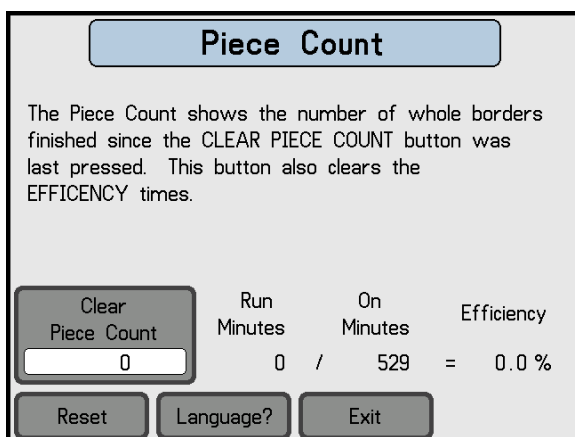 Piece Count
The Piece Count shows the number of whole borders
finished since the CLEAR PIECE COUNT button was
last pressed. This button also clears the
EFFICENCY times.
Clear
Piece Count
0
Run
Minutes
0
/
On
Minutes
529
=
Efficiency
0.0 %
Reset
Language?
Exit